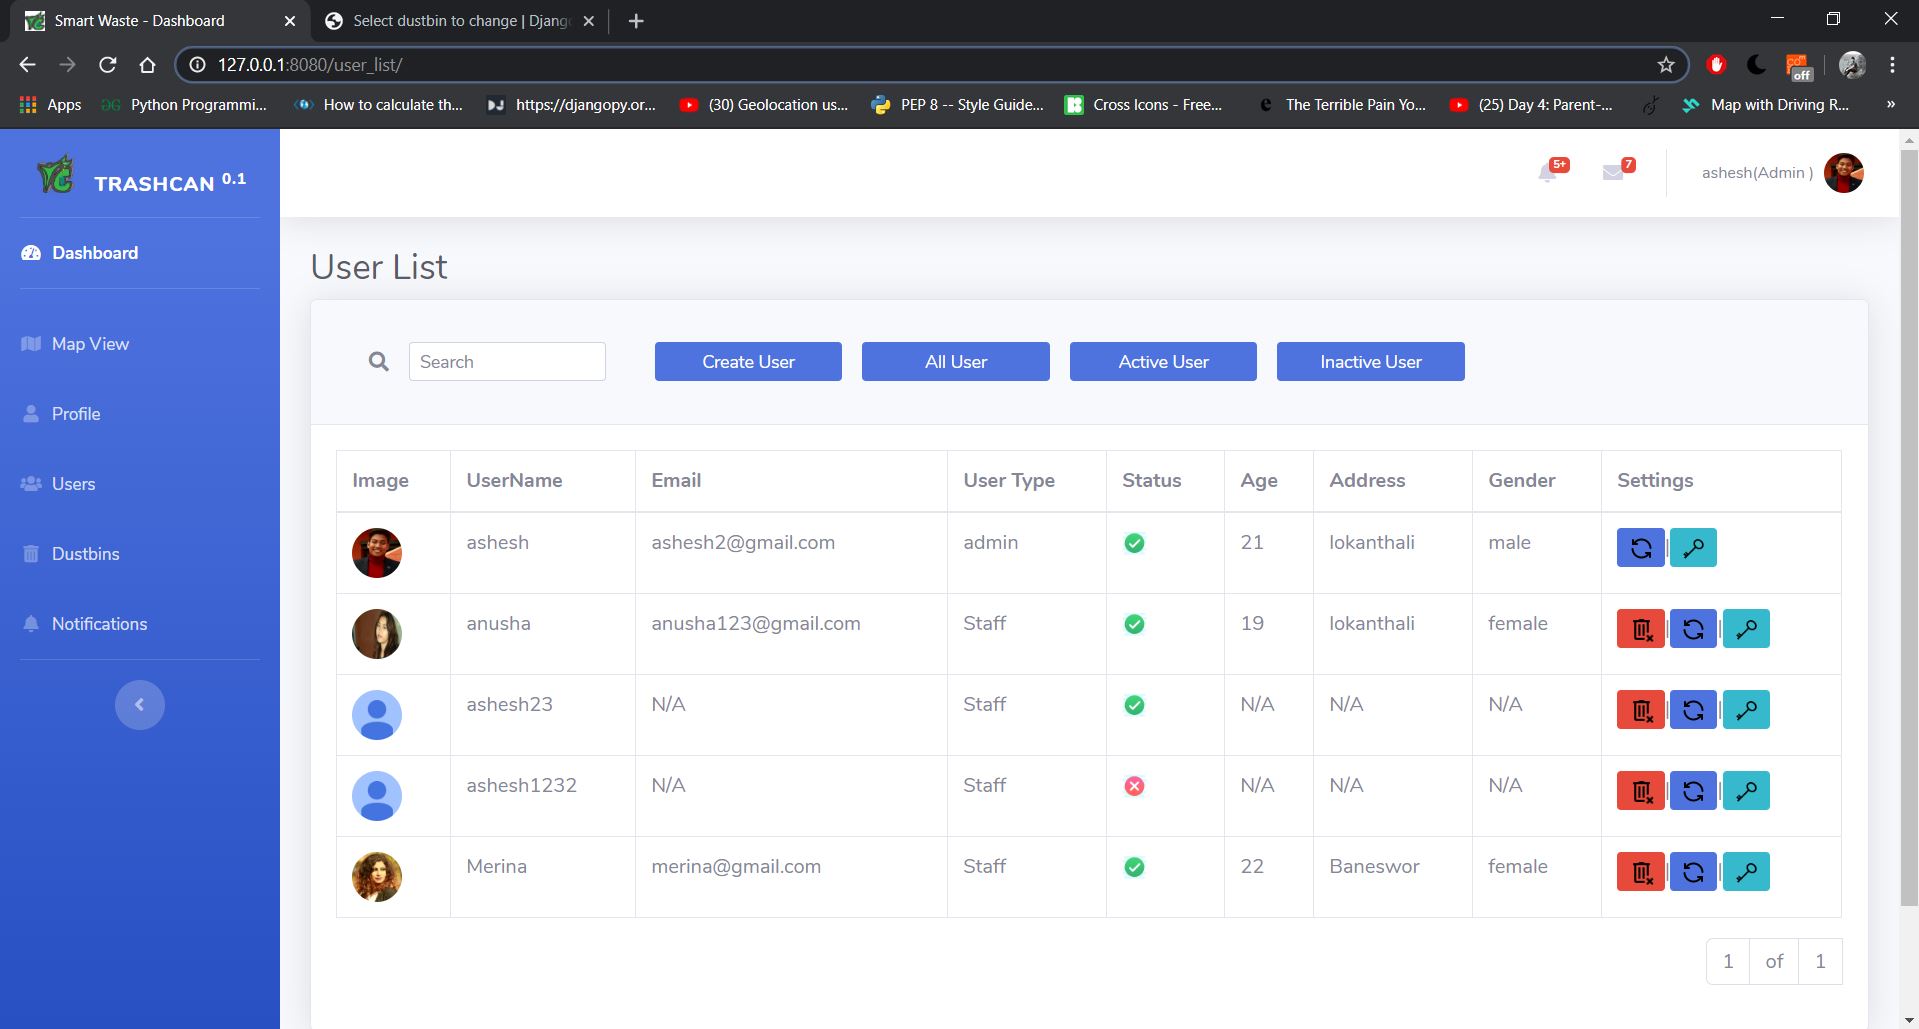 Smart Waste - Dashboard
Select dustbin to change | Djang
127.0.0.1:8080/user_list/
off
Apps
Python Programmi...
How to calculate th...
https://djangopy.or...
(30) Geolocation us...
PEP 8 -- Style Guide...
Cross Icons - Free...
The Terrible Pain Yo...
(25) Day 4: Parent-...
Map with Driving R...
»
TRASHCAN 0.1
5+
7
ashesh(Admin )
Dashboard
Map View
Profile
Users
Dustbins
Notifications
User List
Search
Create User
All User
Active User
Inactive User
Image UserName Email User Type Status Age Address Gender Settings
ashesh ashesh2@gmail.com admin 21 lokanthali male |
anusha anusha123@gmail.com Staff 19 lokanthali female | |
ashesh23 N/A Staff N/A N/A N/A | |
ashesh1232 N/A Staff N/A N/A N/A | |
Merina merina@gmail.com Staff 22 Baneswor female | |
1 of 1